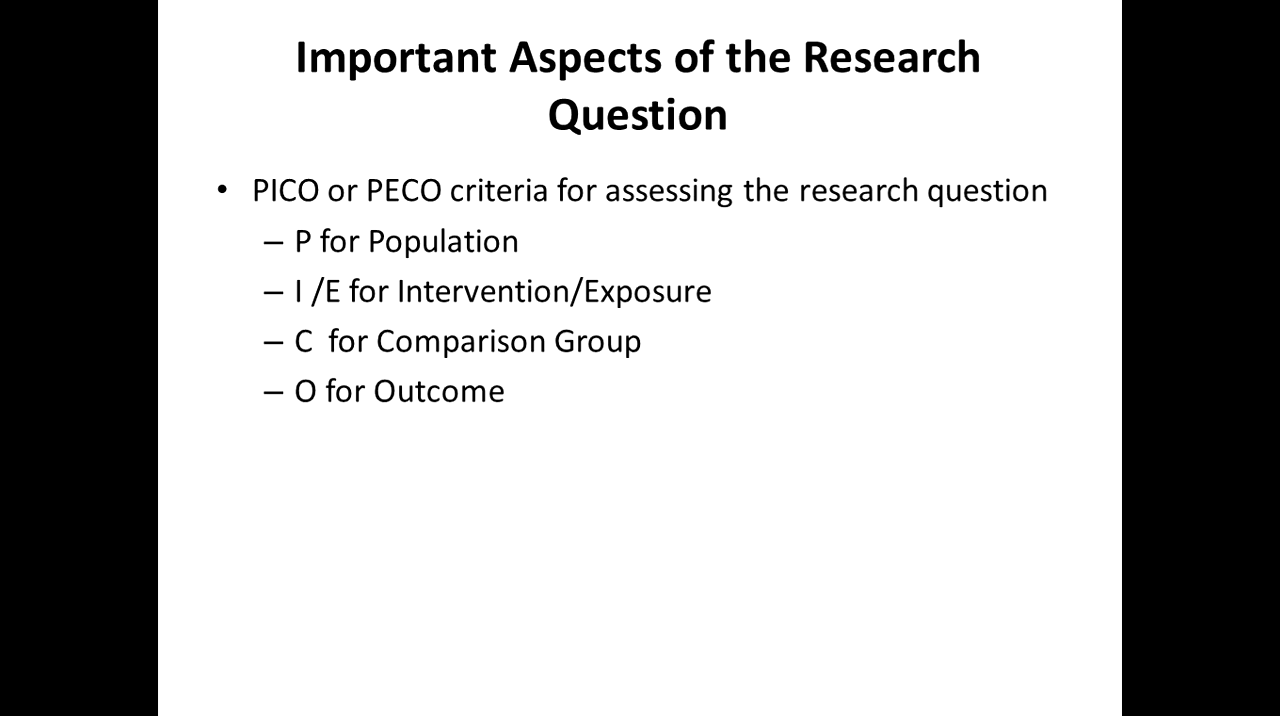 Important Aspects of the Research
Question
• PICO or PECO criteria for assessing the research question
– P for Population
– I /E for Intervention/Exposure
– C  for Comparison Group
– O for Outcome